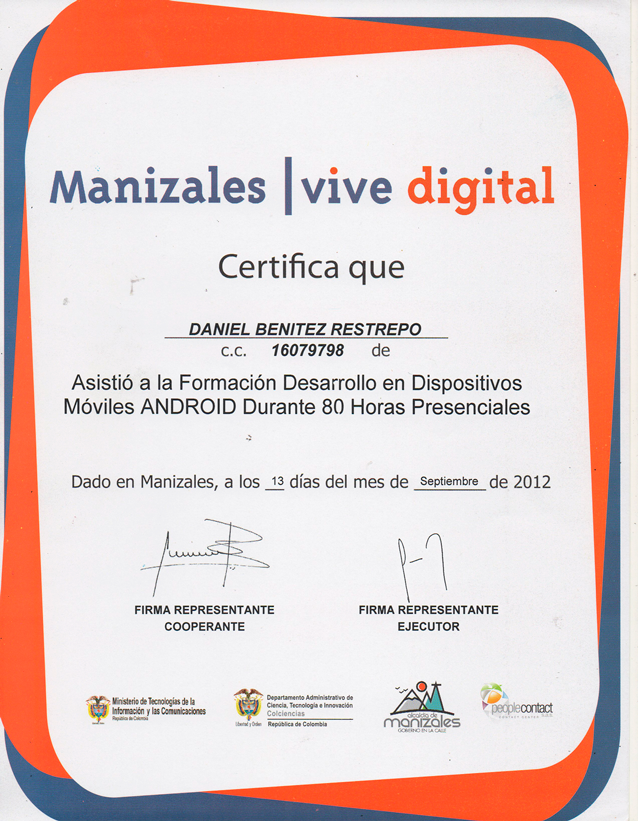 Manizales | vive digital
Certifica que
DANIEL BENITEZ RESTREPO
c.c. 16079798 de
Asistió a la Formación Desarrollo en Dispositivos
Móviles ANDROID Durante 80 Horas Presenciales
Dado en Manizales, a los 13 días del mes de Septiembre de 2012
FIRMA REPRESENTANTE
COOPERANTE
FIRMA REPRESENTANTE
EJECUTOR
Ministerio de Tecnologías de la
Información y las Comunicaciones
República de Colombia
Libertad y Orden
Departamento Administrativo de
Ciencia, Tecnología e Innovación
Colciencias
República de Colombia
alcaldía de
manizales
GOBIERNO EN LA CALLE
peoplecontact
CONTACT CENTER